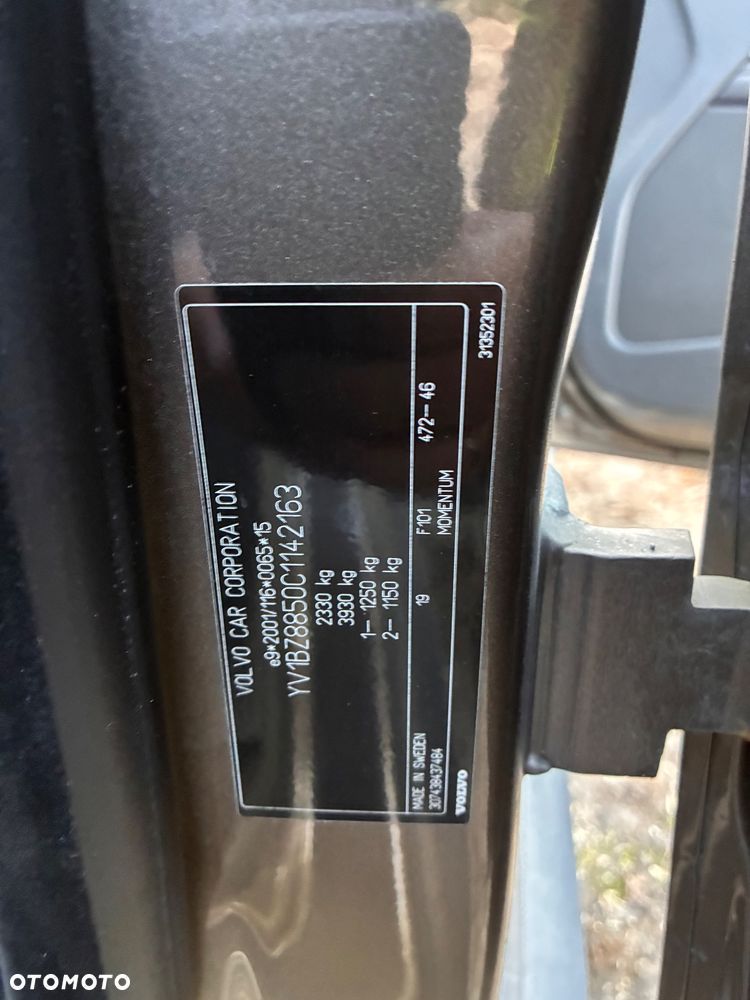 VOLVO CAR CORPORATION
e9*2001/116*0065*15
YV1BZ8850C1142163
2330 kg
3930 kg
1- 1250 kg
2- 1150 kg
19 F101 472-46
MOMENTUM
MADE IN SWEDEN
307438437484
VOLVO
31352301
OTOMOTO